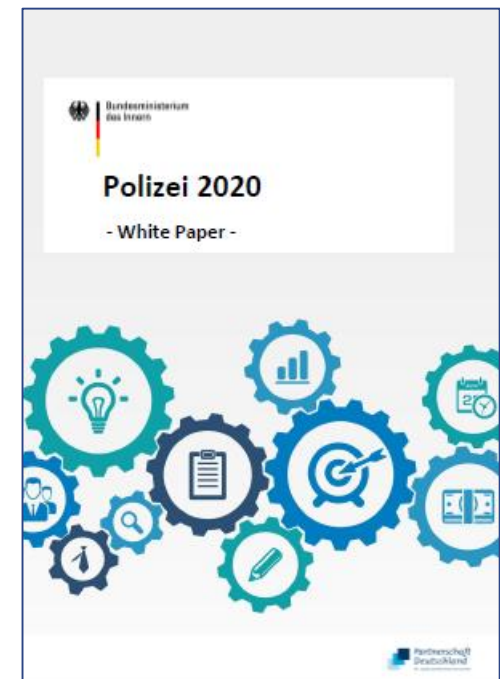 Bundesministerium
des Innern
Polizei 2020
- White Paper -
Partnerschaft
Deutschland